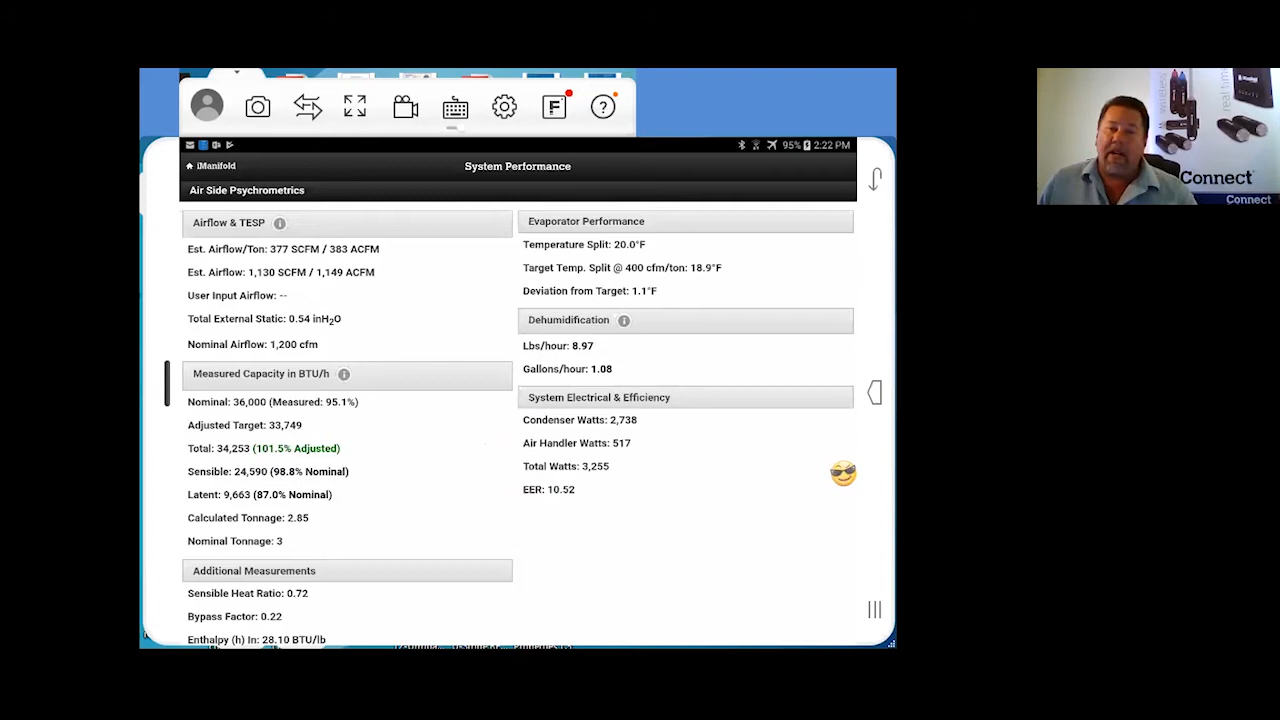 95% 2:22 PM
iManifold
System Performance
Air Side Psychrometrics
Airflow & TESP
Est. Airflow/Ton: 377 SCFM / 383 ACFM
Est. Airflow: 1,130 SCFM / 1,149 ACFM
User Input Airflow: --
Total External Static: 0.54 inH2O
Nominal Airflow: 1,200 cfm
Measured Capacity in BTU/h
Nominal: 36,000 (Measured: 95.1%)
Adjusted Target: 33,749
Total: 34,253 (101.5% Adjusted)
Sensible: 24,590 (98.8% Nominal)
Latent: 9,663 (87.0% Nominal)
Calculated Tonnage: 2.85
Nominal Tonnage: 3
Additional Measurements
Sensible Heat Ratio: 0.72
Bypass Factor: 0.22
Enthalpy (h) In: 28.10 BTU/lb
Evaporator Performance
Temperature Split: 20.0°F
Target Temp. Split @ 400 cfm/ton: 18.9°F
Deviation from Target: 1.1°F
Dehumidification
Lbs/hour: 8.97
Gallons/hour: 1.08
System Electrical & Efficiency
Condenser Watts: 2,738
Air Handler Watts: 517
Total Watts: 3,255
EER: 10.52
wireless
real time
Connect
Connect